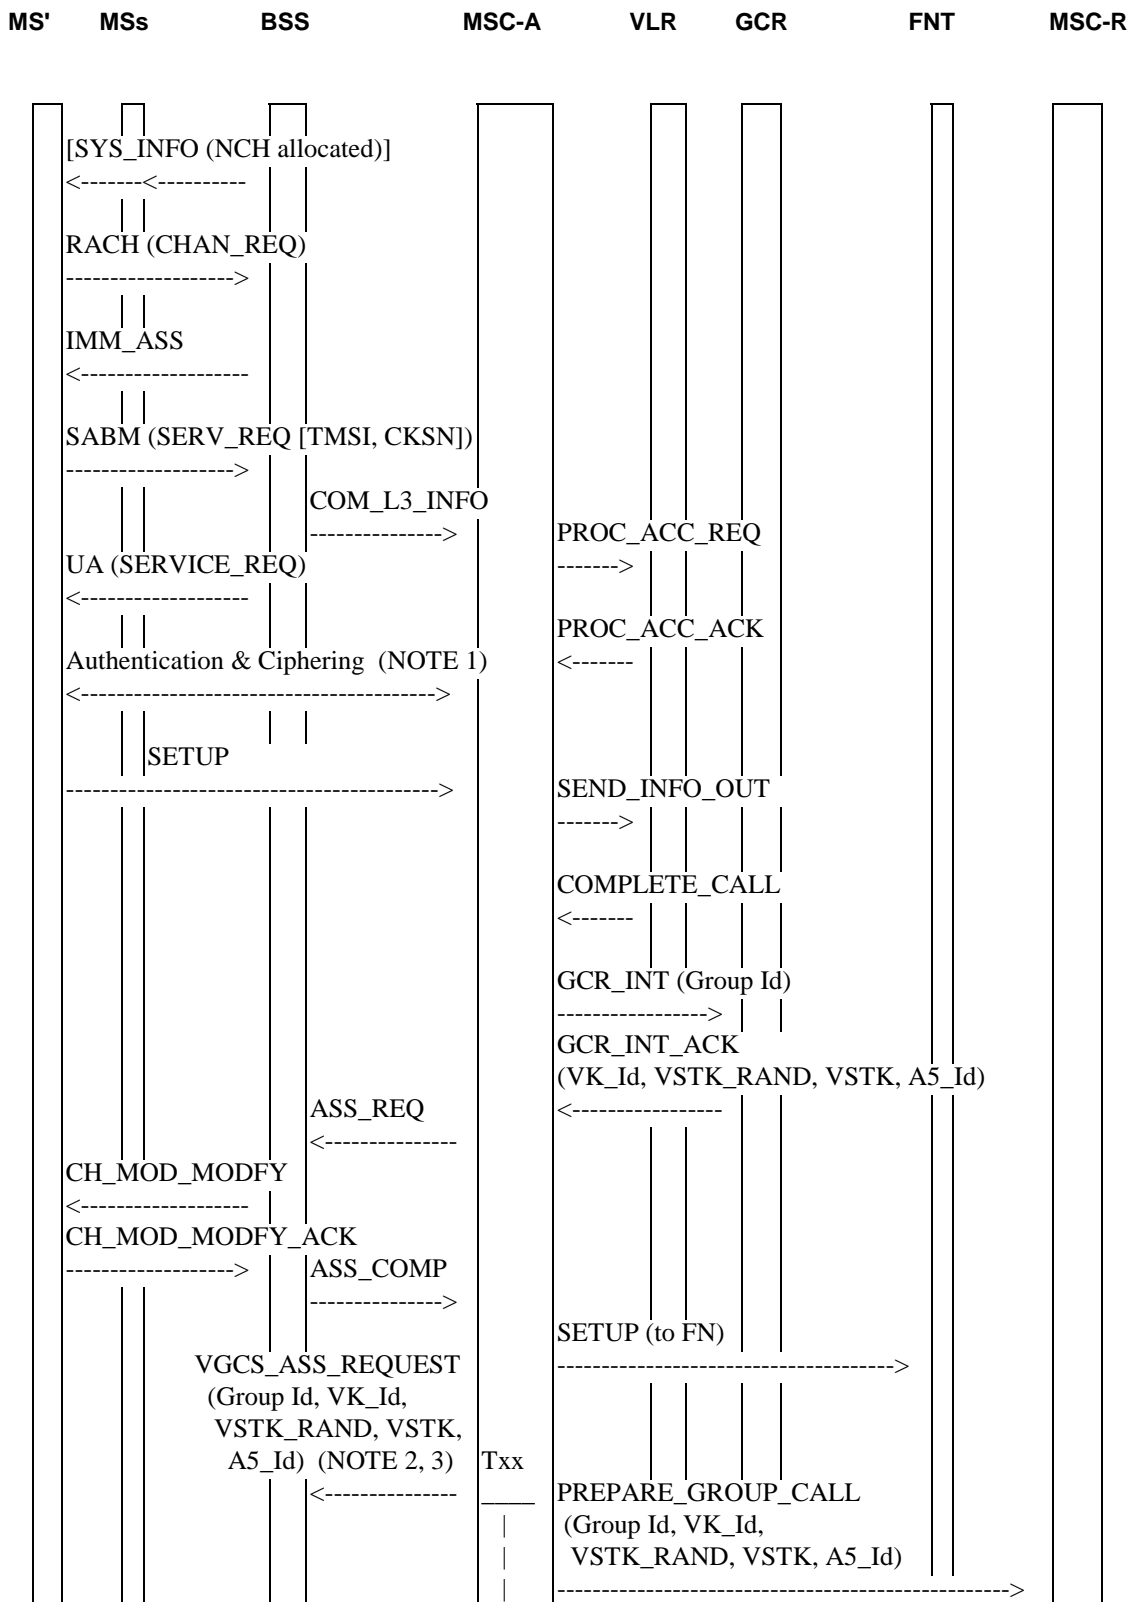 MS' MSs BSS MSC-A VLR GCR FNT MSC-R
[SYS_INFO (NCH allocated)]
<-------<----------
RACH (CHAN_REQ)
------------------->
IMM_ASS
<-------------------
SABM (SERV_REQ [TMSI, CKSN])
------------------->
COM_L3_INFO
---------------> PROC_ACC_REQ
UA (SERVICE_REQ) ------->
<-------------------
PROC_ACC_ACK
Authentication & Ciphering (NOTE 1) <-------
<---------------------------------------->
SETUP
------------------------------------------> SEND_INFO_OUT
------->
COMPLETE_CALL
<-------
GCR_INT (Group Id)
----------------->
GCR_INT_ACK
(VK_Id, VSTK_RAND, VSTK, A5_Id)
ASS_REQ <-----------------
<---------------
CH_MOD_MODFY
<-------------------
CH_MOD_MODFY_ACK
-------------------> ASS_COMP
--------------->
SETUP (to FN)
VGCS_ASS_REQUEST -------------------------------------->
(Group Id, VK_Id,
VSTK_RAND, VSTK,
A5_Id) (NOTE 2, 3) Txx
<--------------- ____ PREPARE_GROUP_CALL
| (Group Id, VK_Id,
| VSTK_RAND, VSTK, A5_Id)
| --------------------------------------------------->